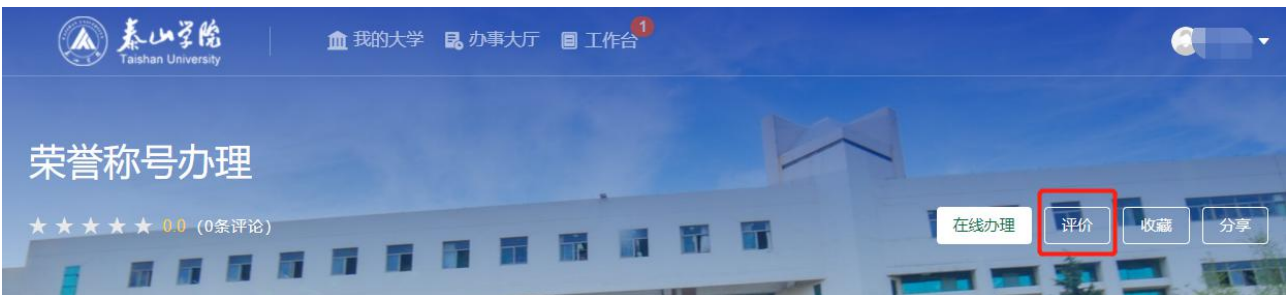 泰山学院
Taishan University
我的大学 办事大厅 工作台 1
荣誉称号办理
0.0 (0条评论)
在线办理 评价 收藏 分享